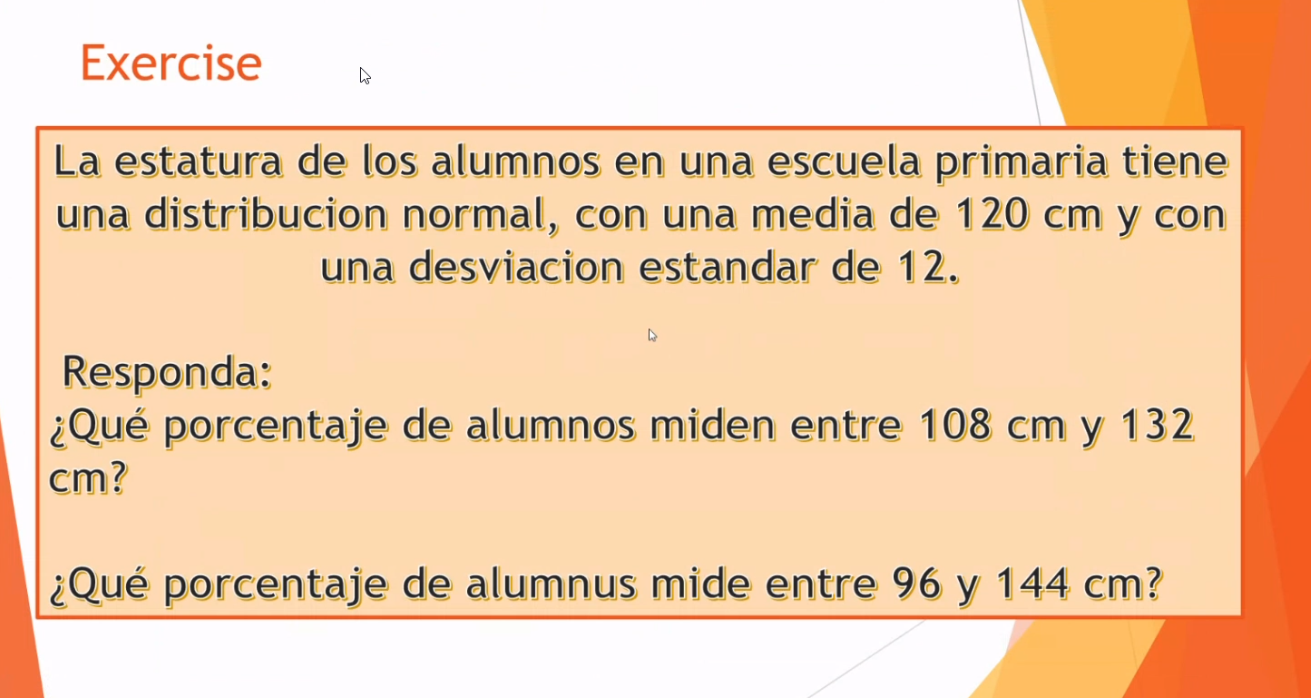 Exercise
La estatura de los alumnos en una escuela primaria tiene
una distribucion normal, con una media de 120 cm y con
una desviacion estandar de 12.
Responda:
¿Qué porcentaje de alumnos miden entre 108 cm y 132
cm?
¿Qué porcentaje de alumnus mide entre 96 y 144 cm?